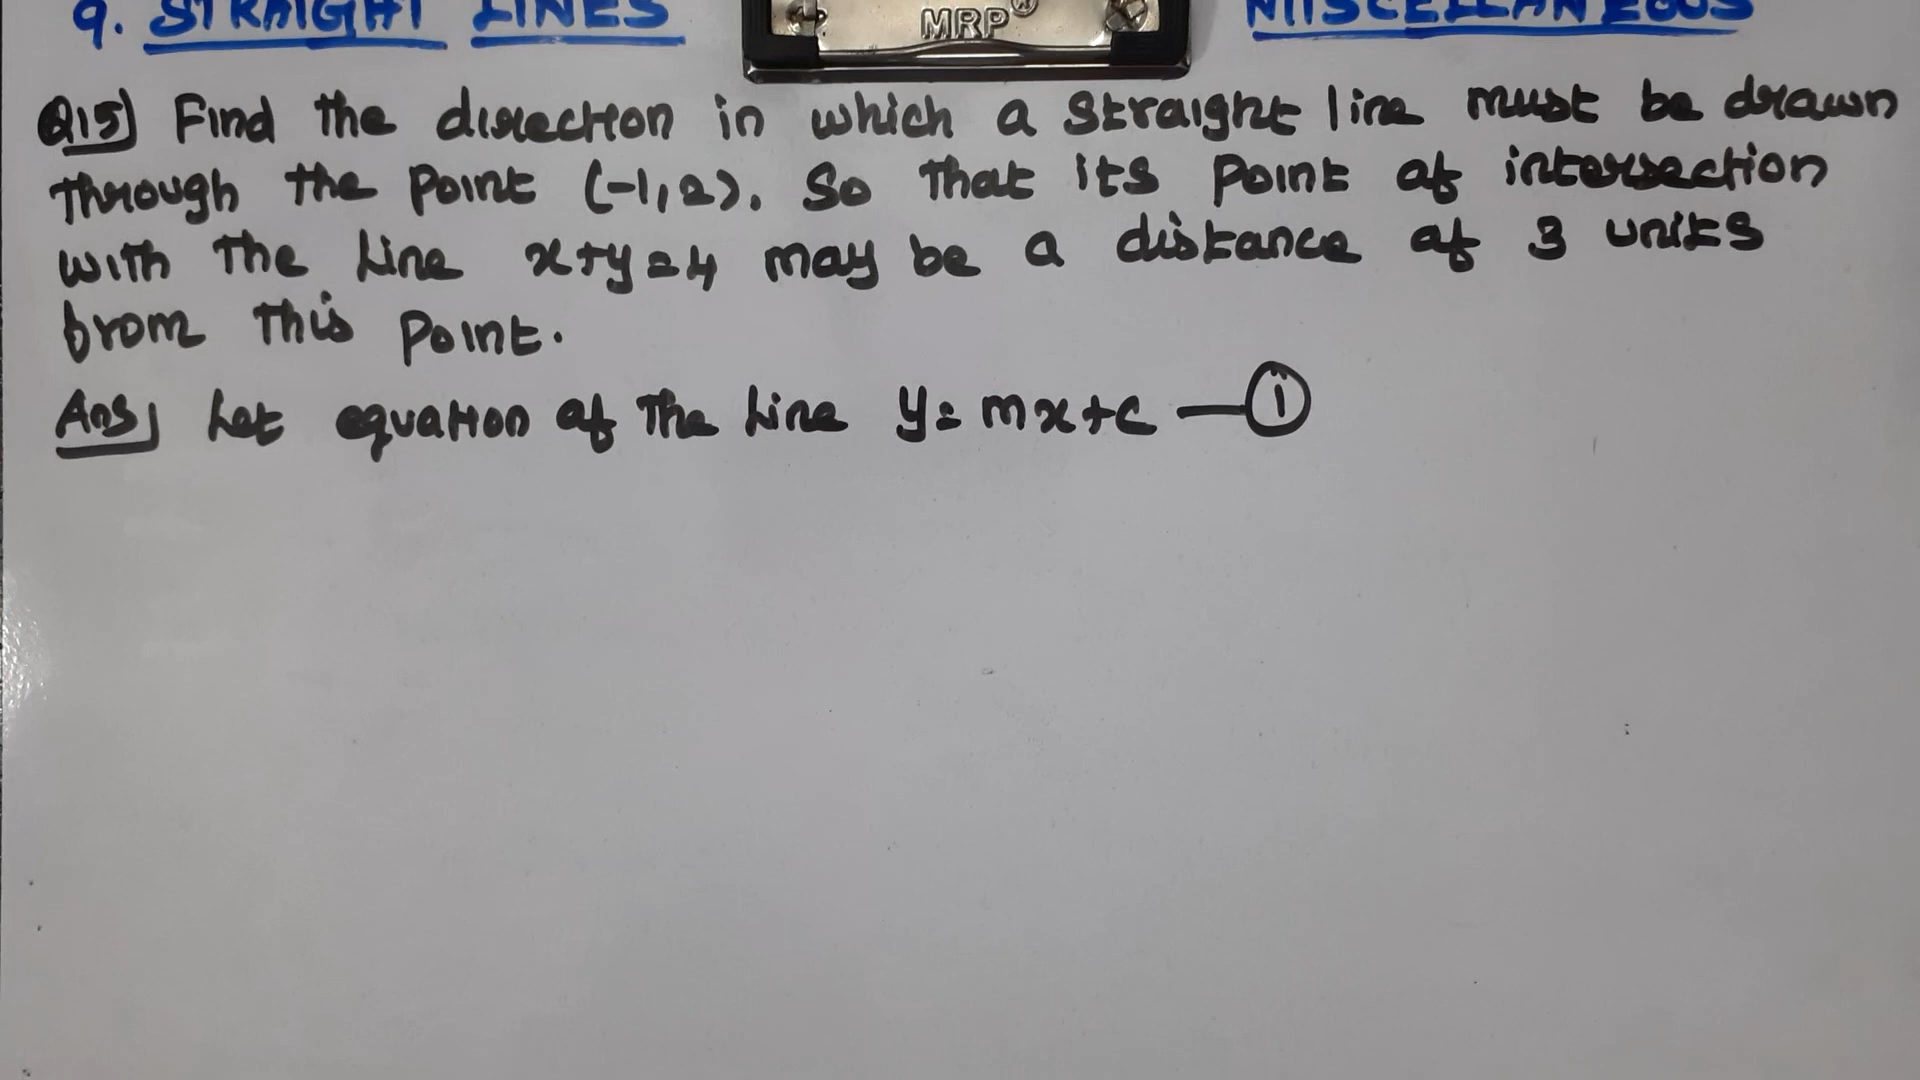 9. STRAIGHT LINES
MRP
MISCELLANEOUS
Q15) Find the direction in which a straight line must be drawn
through the point (-1,2). So that its point of intersection
with the line x+y=4 may be a distance of 3 units
from this point.
Ans) Let equation of the line y=mx+c —①